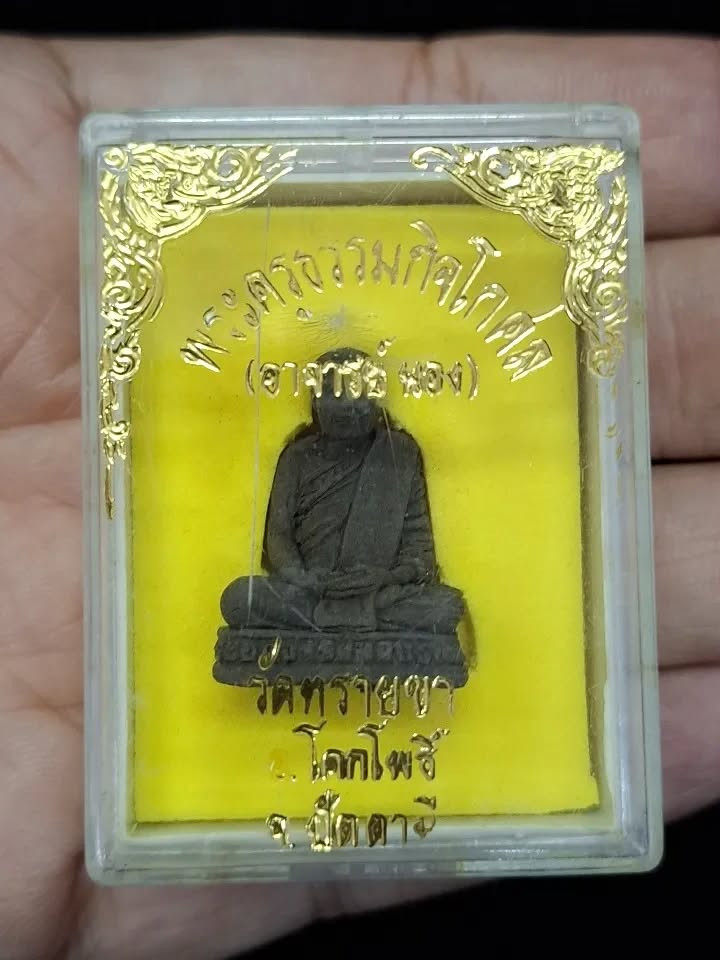 พระครูธรรมกิจโกศล
(อาจารย์ นอง)
วัดทรายขาว
อ.โคกโพธิ์
จ.ปัตตานี